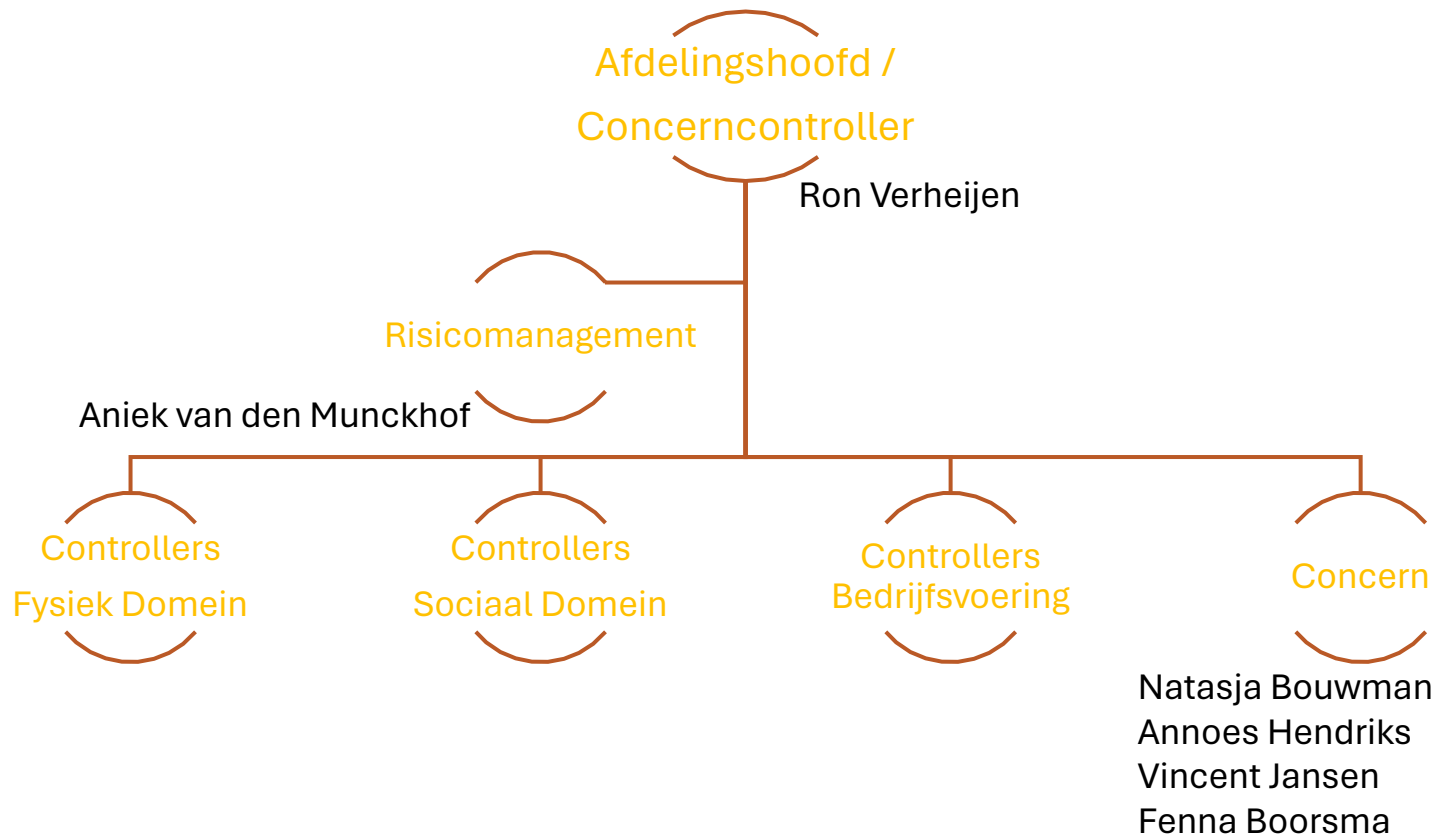 Afdelingshoofd /
Concerncontroller
Ron Verheijen
Risicomanagement
Aniek van den Munckhof
Controllers
Fysiek Domein
Controllers
Sociaal Domein
Controllers
Bedrijfsvoering
Concern
Natasja Bouwman
Annoes Hendriks
Vincent Jansen
Fenna Boorsma